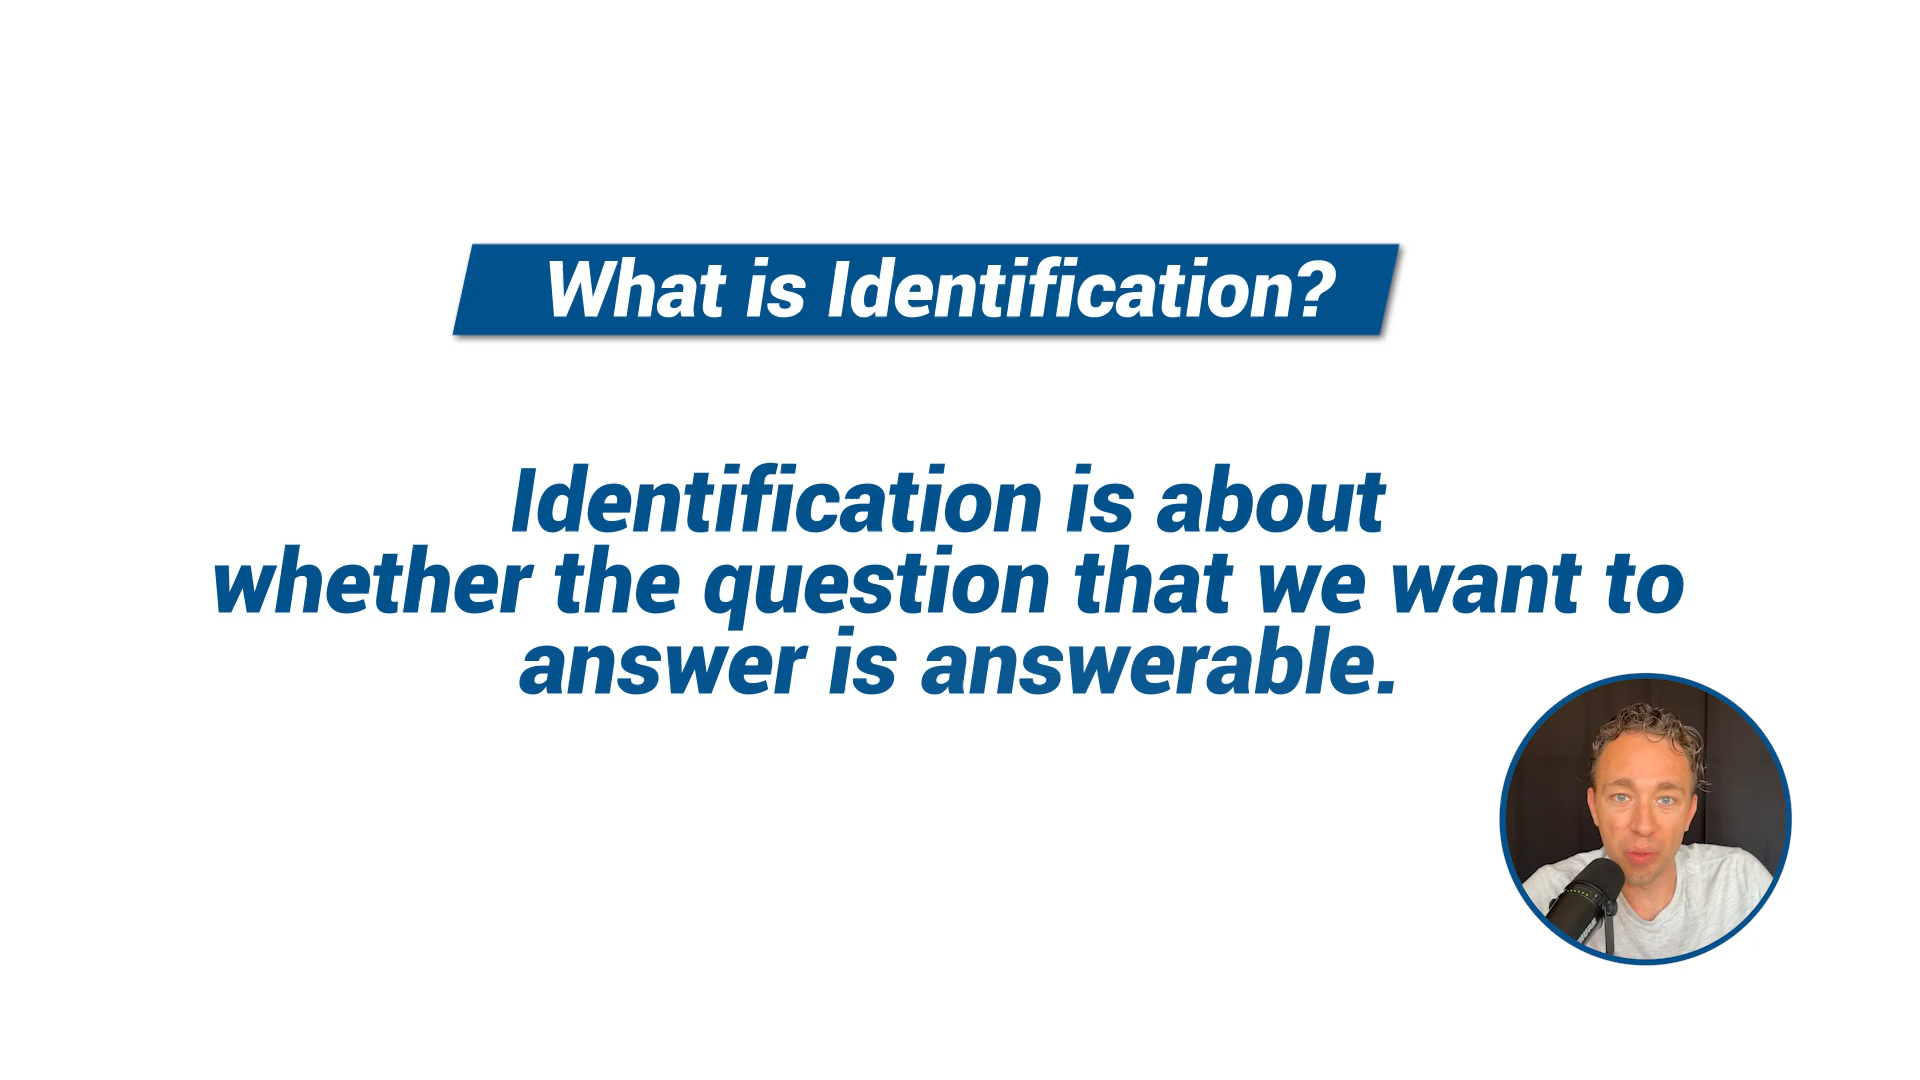 What is Identification?
Identification is about
whether the question that we want to
answer is answerable.